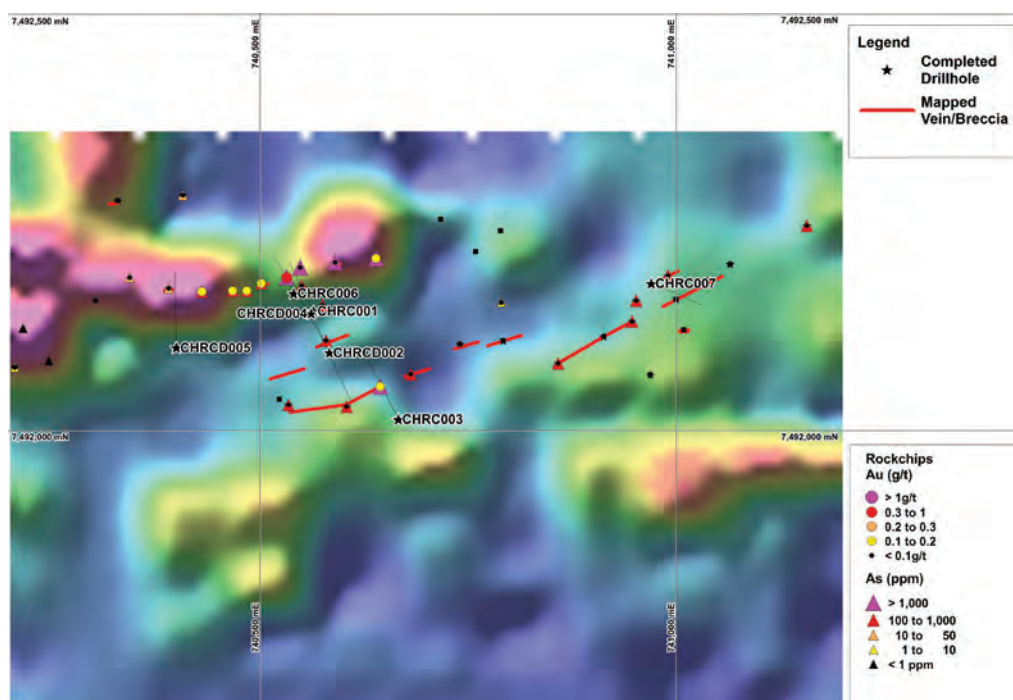 7,492,500 mN
7,492,500 mN
740,500 mE
741,000 mE
Legend
Completed
Drillhole
Mapped
Vein/Breccia
CHRC007
CHRC006
CHRCD004
CHRC001
CHRCD005
CHRCD002
CHRC003
7,492,000 mN
7,492,000 mN
Rockchips
Au (g/t)
> 1g/t
0.3 to 1
0.2 to 0.3
0.1 to 0.2
< 0.1g/t
As (ppm)
> 1,000
100 to 1,000
10 to 50
1 to 10
< 1 ppm
740,500 mE
741,000 mE